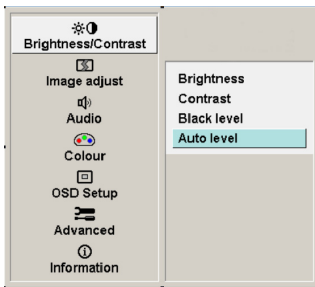 Brightness/Contrast
Image adjust
Audio
Colour
OSD Setup
Advanced
Information
Brightness
Contrast
Black level
Auto level